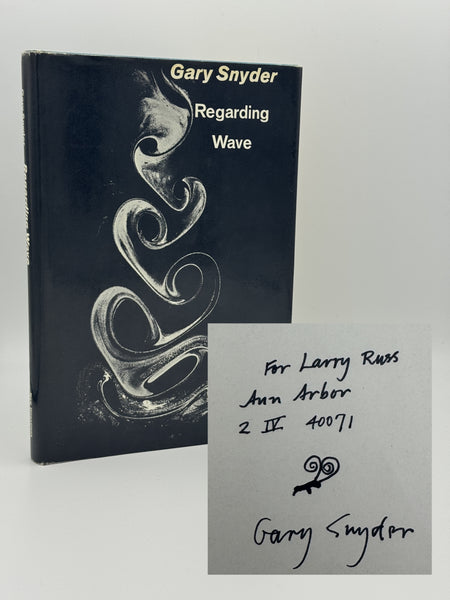 Gary Snyder
Regarding
Wave
For Larry Russ
Ann Arbor
2 IV 40071
Gary Snyder